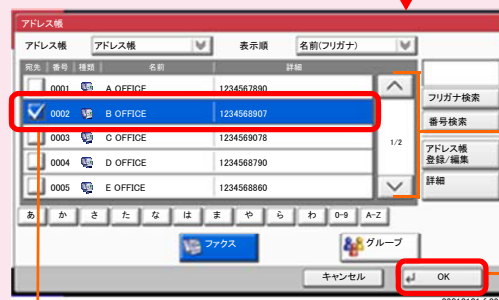 アドレス帳
アドレス帳 アドレス帳 表示順 名前(フリガナ)
宛先 番号 種類 名前 詳細
0001 A OFFICE 1234567890
0002 B OFFICE 1234568907
0003 C OFFICE 1234569078
0004 D OFFICE 1234568790
0005 E OFFICE 1234568860
1/2
フリガナ検索
番号検索
アドレス帳
登録/編集
詳細
あ か さ た な は ま や ら わ 0-9 A-Z
ファクス グループ
キャンセル OK